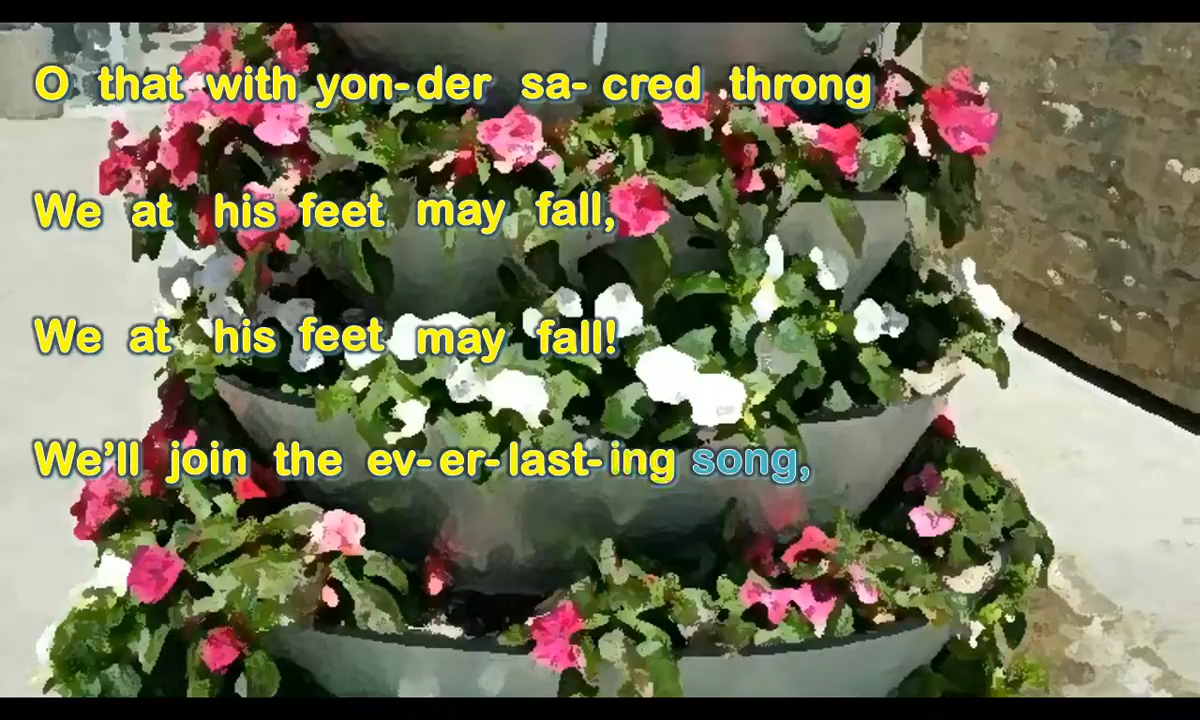 O that with yon-der sa-cred throng
We at his feet may fall,
We at his feet may fall!
We'll join the ev-er-last-ing song,